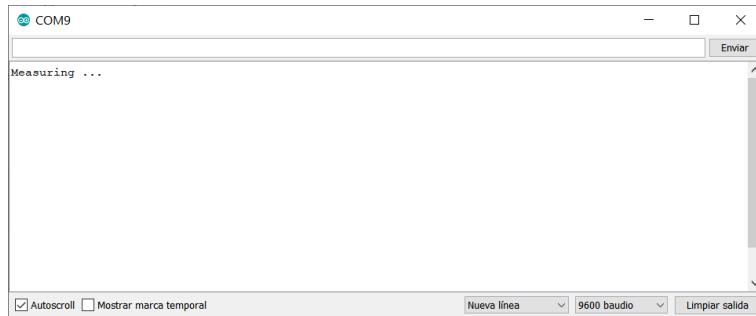 COM9
Enviar
Measuring ...
Autoscroll Mostrar marca temporal Nueva línea 9600 baudio Limpiar salida